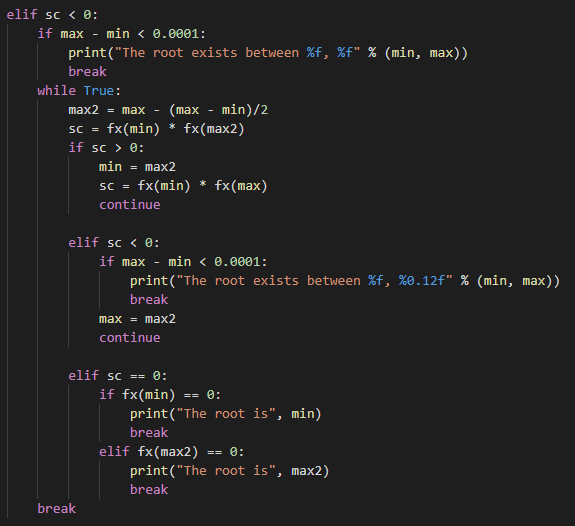 elif sc < 0:
    if max - min < 0.0001:
        print("The root exists between %f, %f" % (min, max))
        break
    while True:
        max2 = max - (max - min)/2
        sc = fx(min) * fx(max2)
        if sc > 0:
            min = max2
            sc = fx(min) * fx(max)
            continue

        elif sc < 0:
            if max - min < 0.0001:
                print("The root exists between %f, %0.12f" % (min, max))
                break
            max = max2
            continue

        elif sc == 0:
            if fx(min) == 0:
                print("The root is", min)
                break
            elif fx(max2) == 0:
                print("The root is", max2)
                break
    break